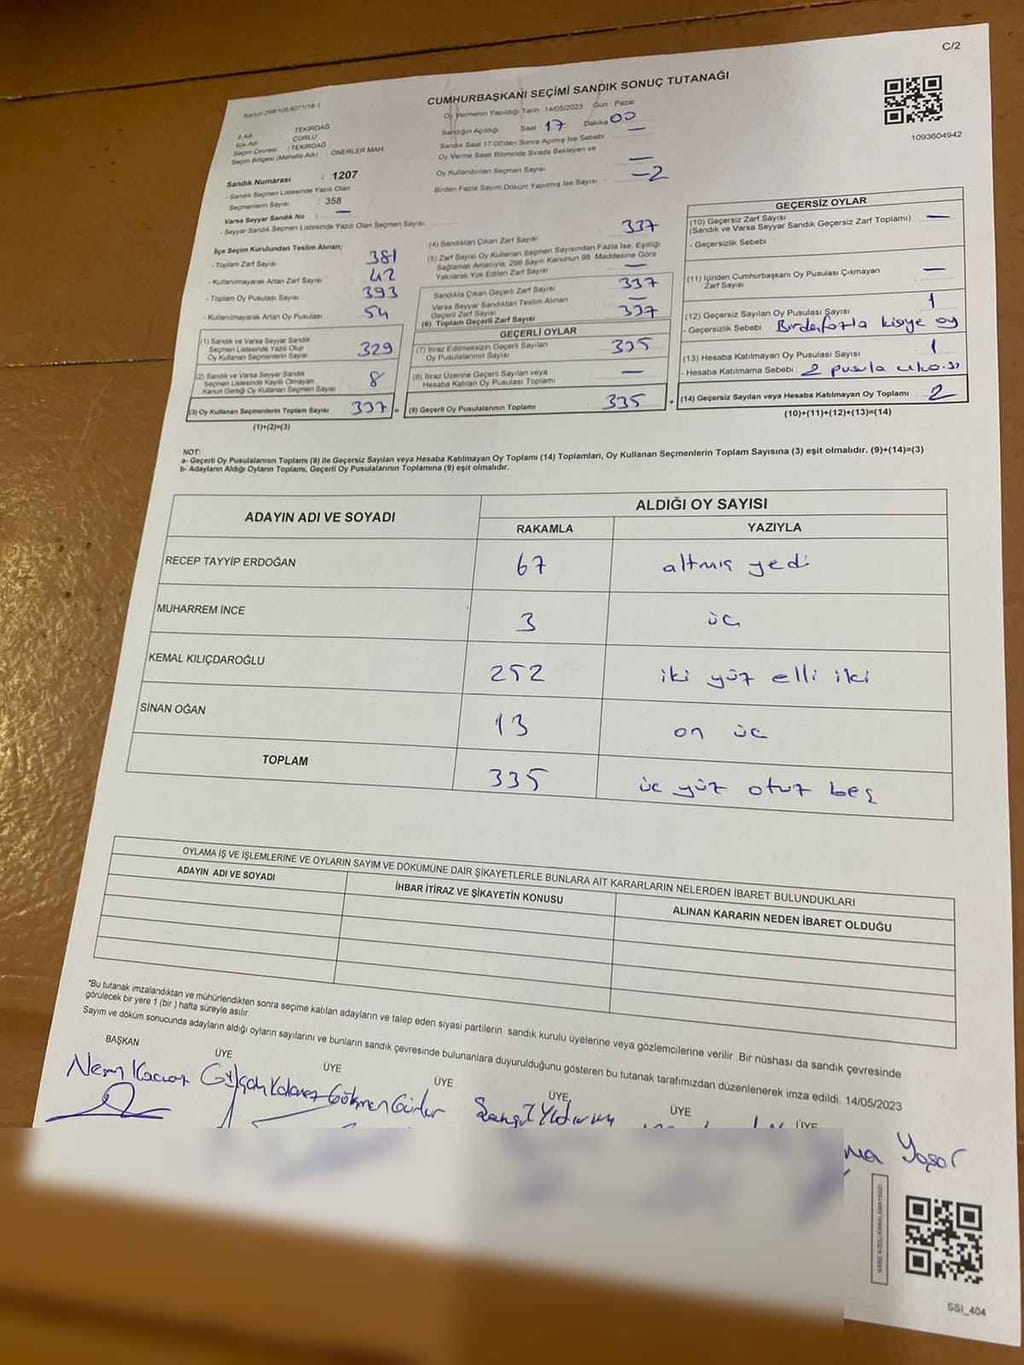 C/2
CUMHURBAŞKANI SEÇİMİ SANDIK SONUÇ TUTANAĞI
Oy Vermenin Yapıldığı Tarih 14/05/2023 Gün : Pazar
Sandığın Açıldığı Saat 17 Dakika 00
Sandık Saat 17:00'den Sonra Açılmış İse Sebebi —
Oy Verme Saati Bitiminde Sırada Bekleyen ve
Oy Kullandırılan Seçmen Sayısı —
Birden Fazla Sayım Döküm Yapılmış İse Sayısı : —2
1093604942
İl Adı : TEKİRDAĞ
İlçe Adı : ÇORLU
Seçim Çevresi : TEKİRDAĞ
Seçim Bölgesi (Mahalle Adı) : ÖNERLER MAH
Sandık Numarası : 1207
- Sandık Seçmen Listesinde Yazılı Olan
Seçmenlerin Sayısı : 358
Varsa Seyyar Sandık No : —
- Seyyar Sandık Seçmen Listesinde Yazılı Olan Seçmen Sayısı
İlçe Seçim Kurulundan Teslim Alınan;
- Toplam Zarf Sayısı 381
- Kullanılmayarak Artan Zarf Sayısı 42
- Toplam Oy Pusulası Sayısı 393
- Kullanılmayarak Artan Oy Pusulası 54
(1) Sandık ve Varsa Seyyar Sandık
Seçmen Listesinde Yazılı Olup
Oy Kullanan Seçmenlerin Sayısı 329
(2) Sandık ve Varsa Seyyar Sandık
Seçmen Listesinde Kayıtlı Olmayan
Kanun Gereği Oy Kullanan Seçmen Sayısı 8
(3) Oy Kullanan Seçmenlerin Toplam Sayısı 337 =
(1)+(2)=(3)
(4) Sandıktan Çıkan Zarf Sayısı 337
(5) Zarf Sayısı Oy Kullanan Seçmen Sayısından Fazla İse, Eşitliği
Sağlamak Amacıyla, 298 Sayılı Kanunun 98. Maddesine Göre
Yakılarak Yok Edilen Zarf Sayısı —
Sandıkta Çıkan Geçerli Zarf Sayısı 337
Varsa Seyyar Sandıktan Teslim Alınan
Geçerli Zarf Sayısı —
(6) Toplam Geçerli Zarf Sayısı 337
GEÇERLİ OYLAR
(7) İtiraz Edilmeksizin Geçerli Sayılan
Oy Pusulalarının Sayısı 335
(8) İtiraz Üzerine Geçerli Sayılan veya
Hesaba Katılan Oy Pusulası Toplamı —
(9) Geçerli Oy Pusulalarının Toplamı 335 +
GEÇERSİZ OYLAR
(10) Geçersiz Zarf Sayısı
(Sandık ve Varsa Seyyar Sandık Geçersiz Zarf Toplamı) —
- Geçersizlik Sebebi
(11) İçinden Cumhurbaşkanı Oy Pusulası Çıkmayan
Zarf Sayısı —
(12) Geçersiz Sayılan Oy Pusulası Sayısı 1
- Geçersizlik Sebebi Birdenfazla kişiye oy
(13) Hesaba Katılmayan Oy Pusulası Sayısı 1
- Hesaba Katılmama Sebebi : 2 pusula
(14) Geçersiz Sayılan veya Hesaba Katılmayan Oy Toplamı 2
(10)+(11)+(12)+(13)=(14)
NOT:
a- Geçerli Oy Pusulalarının Toplamı (9) ile Geçersiz Sayılan veya Hesaba Katılmayan Oy Toplamı (14) Toplamları, Oy Kullanan Seçmenlerin Toplam Sayısına (3) eşit olmalıdır. (9)+(14)=(3)
b- Adayların Aldığı Oyların Toplamı, Geçerli Oy Pusulalarının Toplamına (9) eşit olmalıdır.
ADAYIN ADI VE SOYADI
ALDIĞI OY SAYISI
RAKAMLA YAZIYLA
RECEP TAYYİP ERDOĞAN 67 altmış yedi
MUHARREM İNCE 3 üç
KEMAL KILIÇDAROĞLU 252 iki yüz elli iki
SİNAN OĞAN 13 on üç
TOPLAM 335 üç yüz otuz beş
OYLAMA İŞ VE İŞLEMLERİNE VE OYLARIN SAYIM VE DÖKÜMÜNE DAİR ŞİKAYETLERLE BUNLARA AİT KARARLARIN NELERDEN İBARET BULUNDUKLARI
ADAYIN ADI VE SOYADI İHBAR İTİRAZ VE ŞİKAYETİN KONUSU ALINAN KARARIN NEDEN İBARET OLDUĞU
*Bu tutanak imzalandıktan ve mühürlendikten sonra seçime katılan adayların ve talep eden siyasi partilerin sandık kurulu üyelerine veya gözlemcilerine verilir. Bir nüshası da sandık çevresinde
görülecek bir yere 1 (bir ) hafta süreyle asılır.
Sayım ve döküm sonucunda adayların aldığı oyların sayılarını ve bunların sandık çevresinde bulunanlara duyurulduğunu gösteren bu tutanak tarafımızdan düzenlenerek imza edildi. 14/05/2023
BAŞKAN ÜYE ÜYE ÜYE ÜYE ÜYE ÜYE
Gökmen Gürler Yıldırım Yaşar
SSI_404